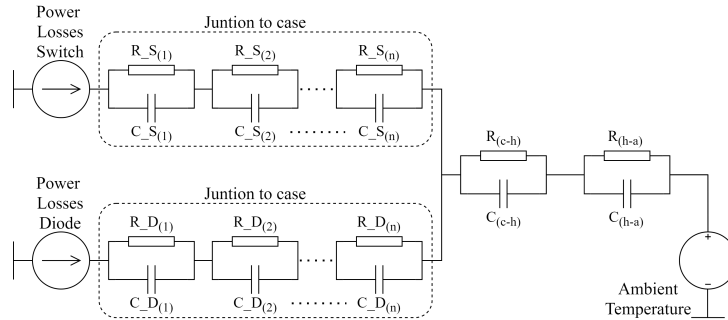 Power
Losses
Switch
Juntion to case
R_S(1) R_S(2) R_S(n)
C_S(1) C_S(2) C_S(n)
R(c-h) R(h-a)
C(c-h) C(h-a)
Power
Losses
Diode
Juntion to case
R_D(1) R_D(2) R_D(n)
C_D(1) C_D(2) C_D(n)
+
−
Ambient
Temperature